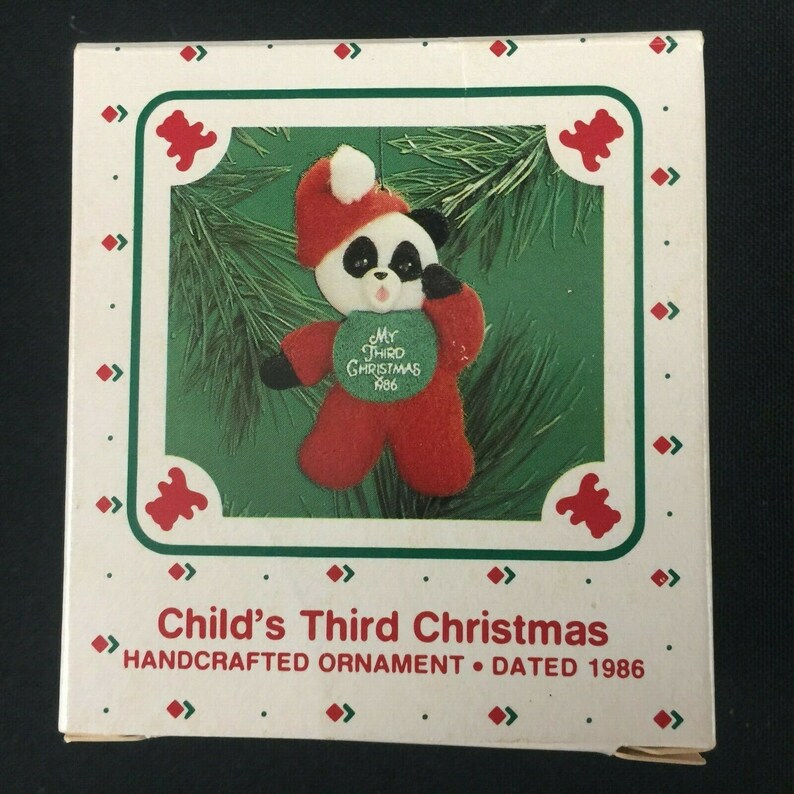 My
Third
Christmas
1986
Child's Third Christmas
HANDCRAFTED ORNAMENT • DATED 1986